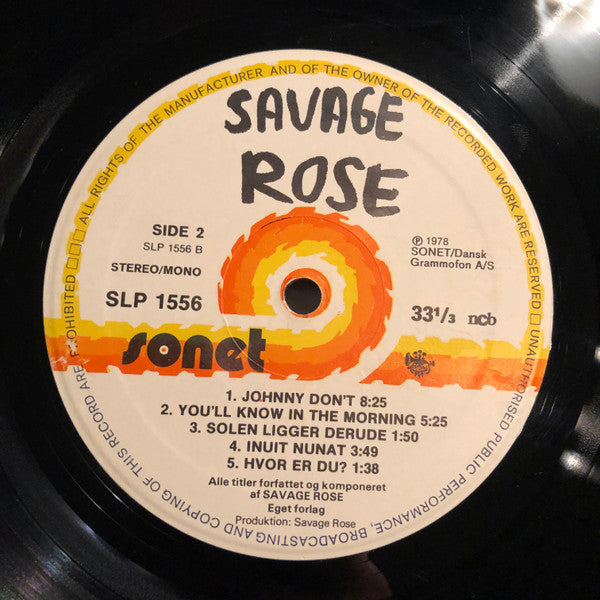 SAVAGE
ROSE
SIDE 2
SLP 1556 B
STEREO/MONO
SLP 1556
℗ 1978
SONET/Dansk
Grammofon A/S
33 1/3 ncb
sonet
1. JOHNNY DON'T 8:25
2. YOU'LL KNOW IN THE MORNING 5:25
3. SOLEN LIGGER DERUDE 1:50
4. INUIT NUNAT 3:49
5. HVOR ER DU? 1:38
Alle titler forfattet og komponeret
af SAVAGE ROSE
Eget forlag
Produktion: Savage Rose
ALL RIGHTS OF THE MANUFACTURER AND OF THE OWNER OF THE RECORDED WORK ARE RESERVED □ UNAUTHORISED PUBLIC PERFORMANCE, BROADCASTING AND COPYING OF THIS RECORD ARE PROHIBITED □□□